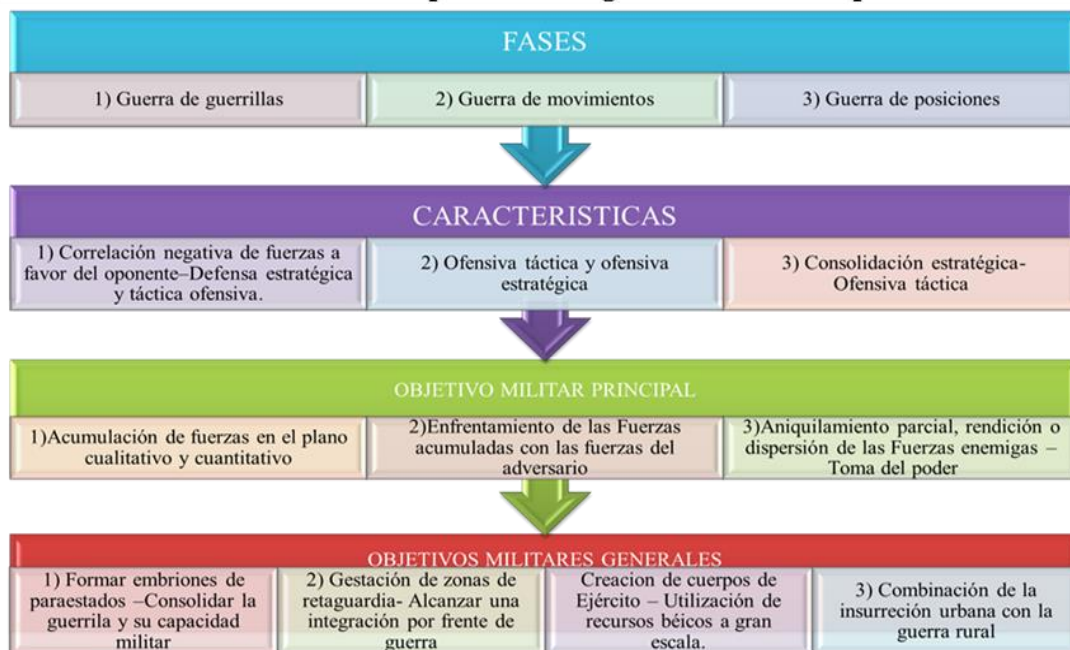 FASES
1) Guerra de guerrillas
2) Guerra de movimientos
3) Guerra de posiciones
CARACTERISTICAS
1) Correlación negativa de fuerzas a
favor del oponente–Defensa estratégica
y táctica ofensiva.
2) Ofensiva táctica y ofensiva
estratégica
3) Consolidación estratégica-
Ofensiva táctica
OBJETIVO MILITAR PRINCIPAL
1)Acumulación de fuerzas en el plano
cualitativo y cuantitativo
2)Enfrentamiento de las Fuerzas
acumuladas con las fuerzas del
adversario
3)Aniquilamiento parcial, rendición o
dispersión de las Fuerzas enemigas –
Toma del poder
OBJETIVOS MILITARES GENERALES
1) Formar embriones de
paraestados –Consolidar la
guerrila y su capacidad
militar
2) Gestación de zonas de
retaguardia- Alcanzar una
integración por frente de
guerra
Creacion de cuerpos de
Ejército – Utilización de
recursos béicos a gran
escala.
3) Combinación de la
insurreción urbana con la
guerra rural